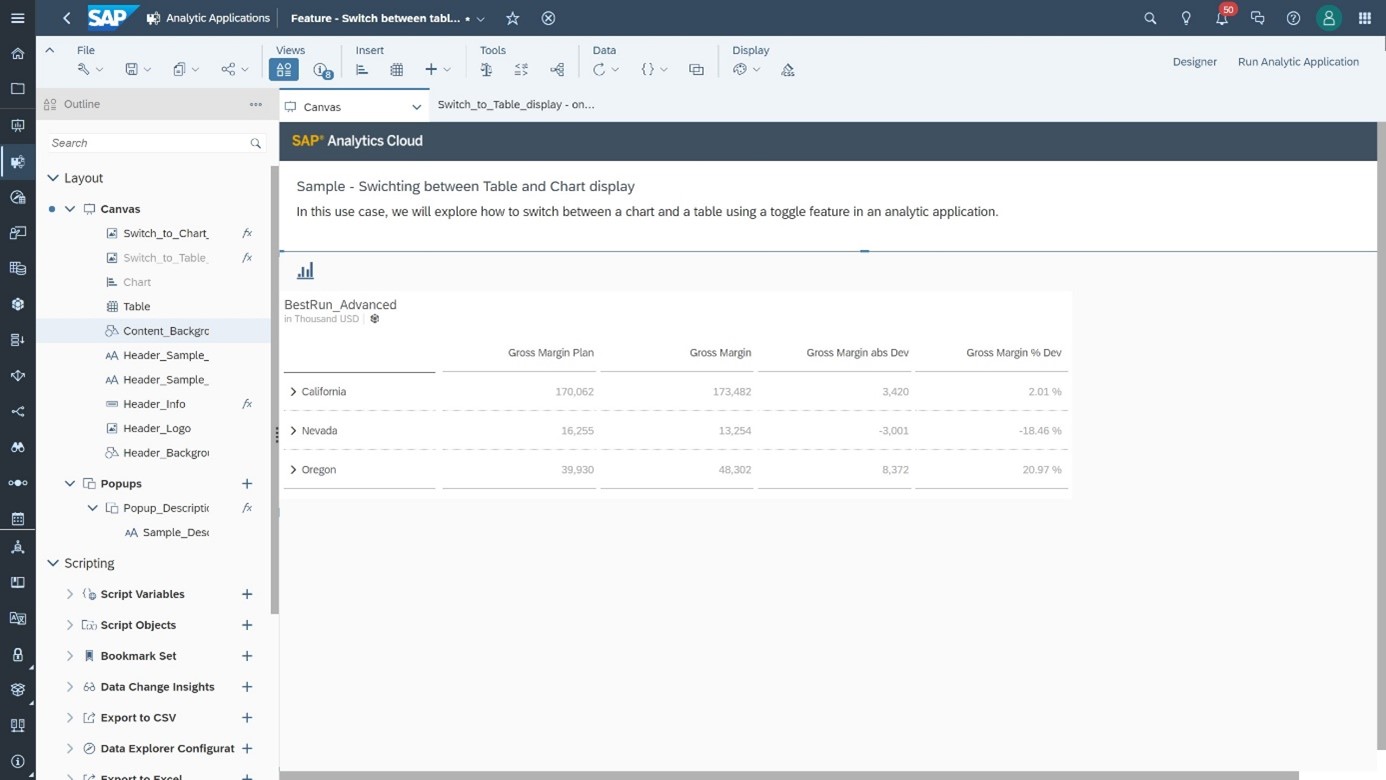 SAP Analytic Applications Feature - Switch between tabl... * 50
File Views Insert Tools Data Display
8
Designer Run Analytic Application
Outline
Canvas Switch_to_Table_display - on...
Search
SAP® Analytics Cloud
Layout
Canvas
Switch_to_Chart_
Switch_to_Table_
Chart
Table
Content_Backgro
Header_Sample_
Header_Sample_
Header_Info
Header_Logo
Header_Backgrou
Popups
Popup_Descriptio
Sample_Desc
Scripting
Script Variables
Script Objects
Bookmark Set
Data Change Insights
Export to CSV
Data Explorer Configurat
Export to Excel
Sample - Swichting between Table and Chart display
In this use case, we will explore how to switch between a chart and a table using a toggle feature in an analytic application.
BestRun_Advanced
in Thousand USD
Gross Margin Plan Gross Margin Gross Margin abs Dev Gross Margin % Dev
California 170,062 173,482 3,420 2.01 %
Nevada 16,255 13,254 -3,001 -18.46 %
Oregon 39,930 48,302 8,372 20.97 %